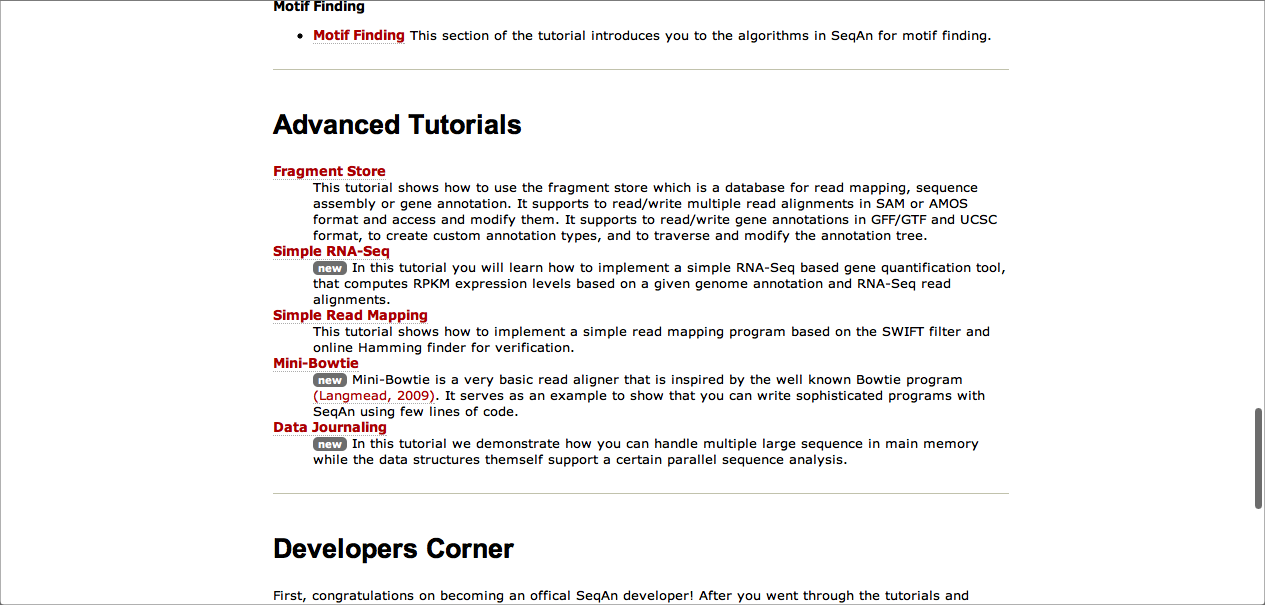 Motif Finding
Motif Finding This section of the tutorial introduces you to the algorithms in SeqAn for motif finding.
Advanced Tutorials
Fragment Store
This tutorial shows how to use the fragment store which is a database for read mapping, sequence
assembly or gene annotation. It supports to read/write multiple read alignments in SAM or AMOS
format and access and modify them. It supports to read/write gene annotations in GFF/GTF and UCSC
format, to create custom annotation types, and to traverse and modify the annotation tree.
Simple RNA-Seq
new In this tutorial you will learn how to implement a simple RNA-Seq based gene quantification tool,
that computes RPKM expression levels based on a given genome annotation and RNA-Seq read
alignments.
Simple Read Mapping
This tutorial shows how to implement a simple read mapping program based on the SWIFT filter and
online Hamming finder for verification.
Mini-Bowtie
new Mini-Bowtie is a very basic read aligner that is inspired by the well known Bowtie program
(Langmead, 2009). It serves as an example to show that you can write sophisticated programs with
SeqAn using few lines of code.
Data Journaling
new In this tutorial we demonstrate how you can handle multiple large sequence in main memory
while the data structures themself support a certain parallel sequence analysis.
Developers Corner
First, congratulations on becoming an offical SeqAn developer! After you went through the tutorials and